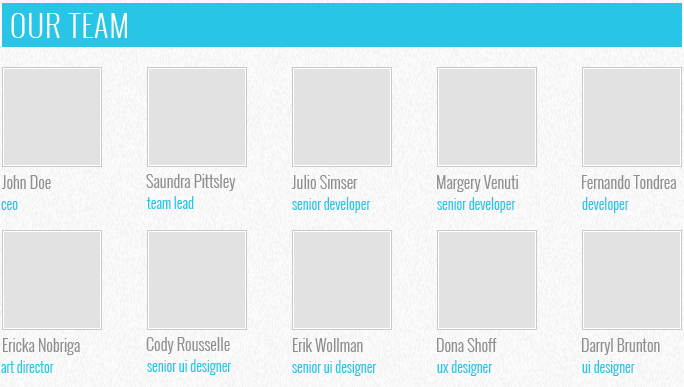 OUR TEAM
John Doe
ceo
Saundra Pittsley
team lead
Julio Simser
senior developer
Margery Venuti
senior developer
Fernando Tondrea
developer
Ericka Nobriga
art director
Cody Rousselle
senior ui designer
Erik Wollman
senior ui designer
Dona Shoff
ux designer
Darryl Brunton
ui designer